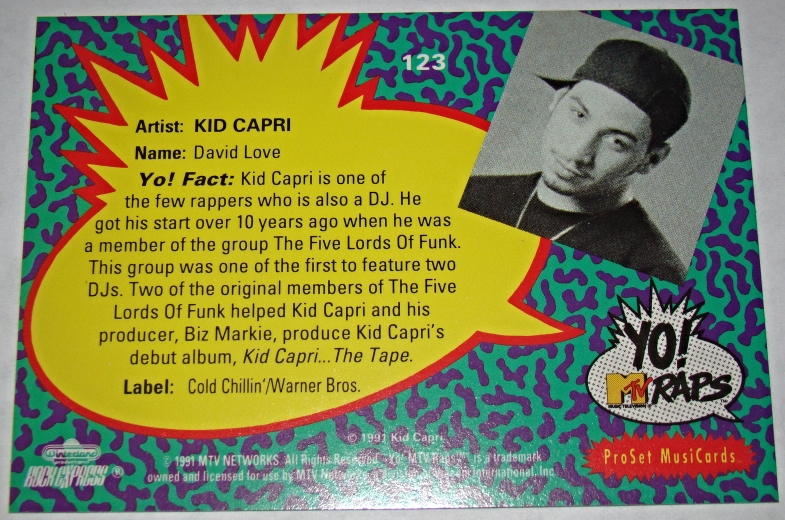 123
Artist: KID CAPRI
Name: David Love
Yo! Fact: Kid Capri is one of
the few rappers who is also a DJ. He
got his start over 10 years ago when he was
a member of the group The Five Lords Of Funk.
This group was one of the first to feature two
DJs. Two of the original members of The Five
Lords Of Funk helped Kid Capri and his
producer, Biz Markie, produce Kid Capri's
debut album, Kid Capri...The Tape.
Label: Cold Chillin'/Warner Bros.
YO!
MTV RAPS
MUSIC TELEVISION
ProSet MusiCards
© 1991 Kid Capri
© 1991 MTV NETWORKS. All Rights Reserved. "Yo! MTV Raps!" is a trademark
owned and licensed for use by MTV Networks, a division of Viacom International, Inc.
Winterland
ROCK EXPRESS ®